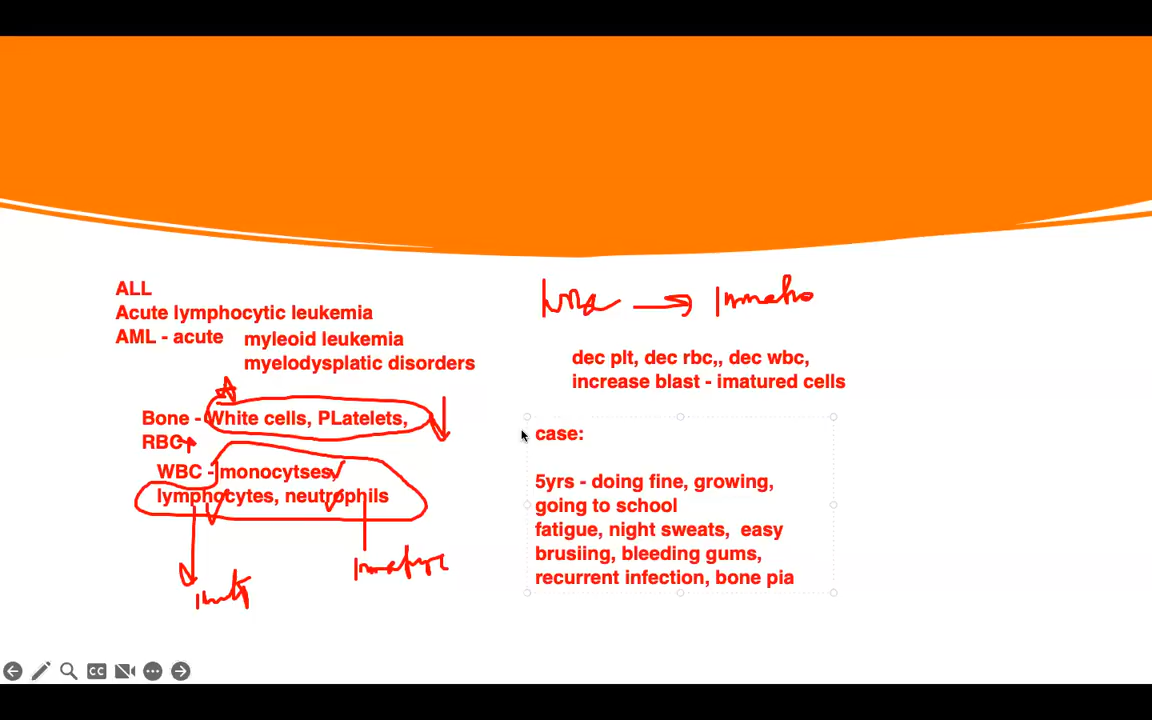 ALL
Acute lymphocytic leukemia
AML - acute myleoid leukemia
myelodysplatic disorders
Bone - White cells, PLatelets,
RBC
WBC - monocytses,
lymphocytes, neutrophils
dec plt, dec rbc,, dec wbc,
increase blast - imatured cells
case:
5yrs - doing fine, growing,
going to school
fatigue, night sweats, easy
brusiing, bleeding gums,
recurrent infection, bone pia
CC